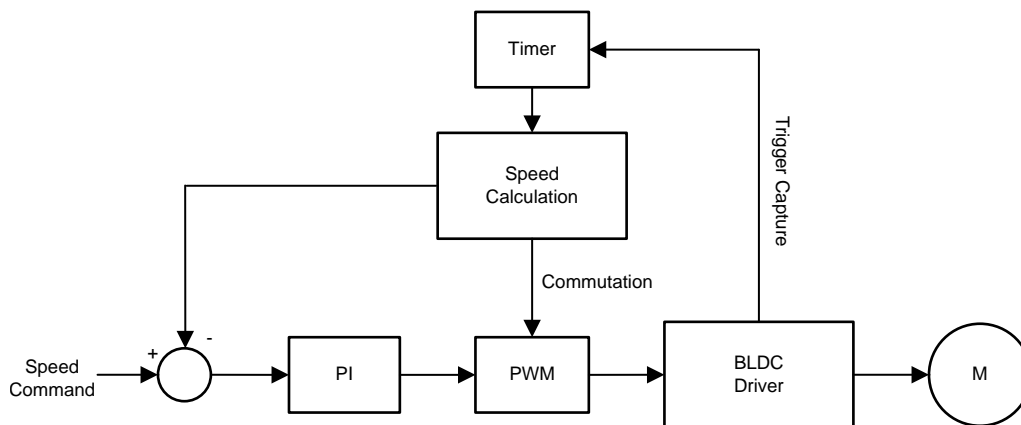 Timer
Trigger Capture
Speed
Calculation
Commutation
+
-
Speed
Command
PI
PWM
BLDC
Driver
M